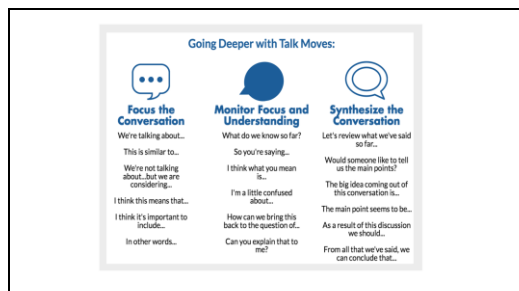 Going Deeper with Talk Moves:
Focus the
Conversation
We're talking about...
This is similar to...
We're not talking
about...but we are
considering...
I think this means that...
I think it's important to
include...
In other words...
Monitor Focus and
Understanding
What do we know so far?
So you're saying...
I think what you mean
is...
I'm a little confused
about...
How can we bring this
back to the question of...
Can you explain that to
me?
Synthesize the
Conversation
Let's review what we've said
so far...
Would someone like to tell
us the main points?
The big idea coming out of
this conversation is...
The main point seems to be...
As a result of this discussion
we should...
From all that we've said, we
can conclude that...